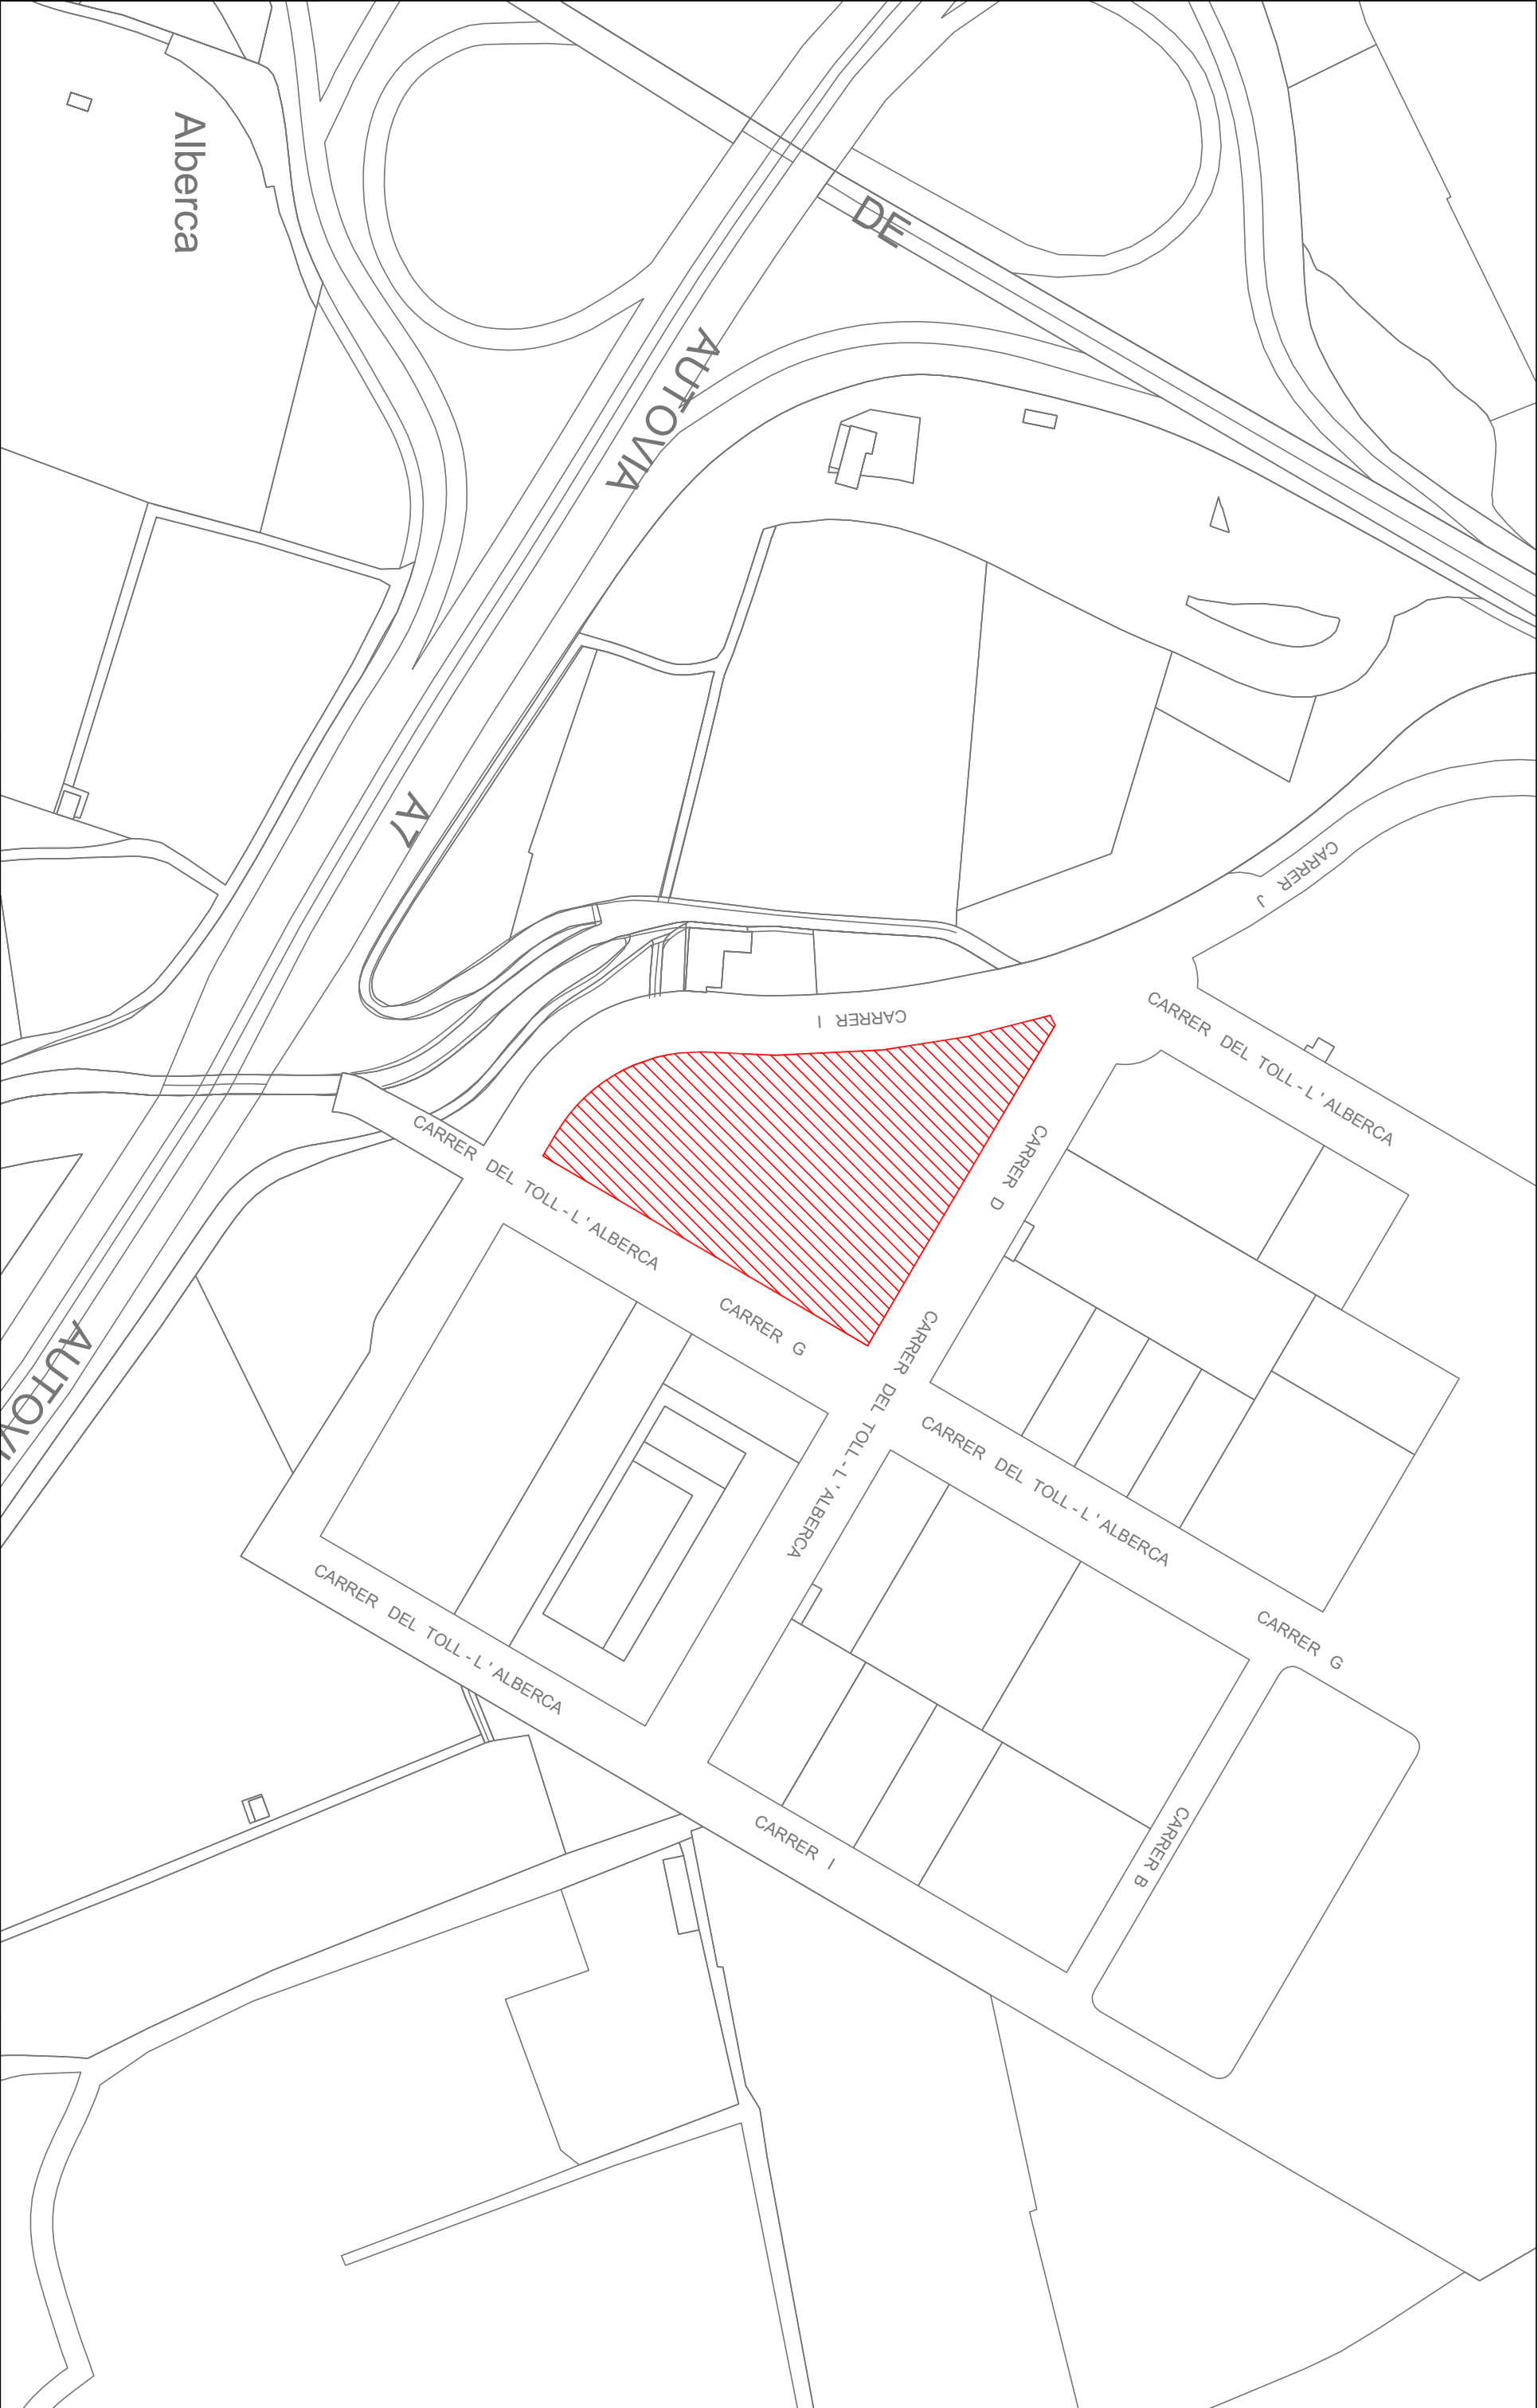 Alberca
DE
AUTOVIA
A7
CARRER J
CARRER DEL TOLL - L ' ALBERCA
CARRER I
CARRER D
CARRER DEL TOLL - L ' ALBERCA
CARRER G
CARRER DEL TOLL - L ' ALBERCA
AUTOVI
CARRER DEL TOLL - L ' ALBERCA
CARRER DEL TOLL - L ' ALBERCA
CARRER G
CARRER I
CARRER B